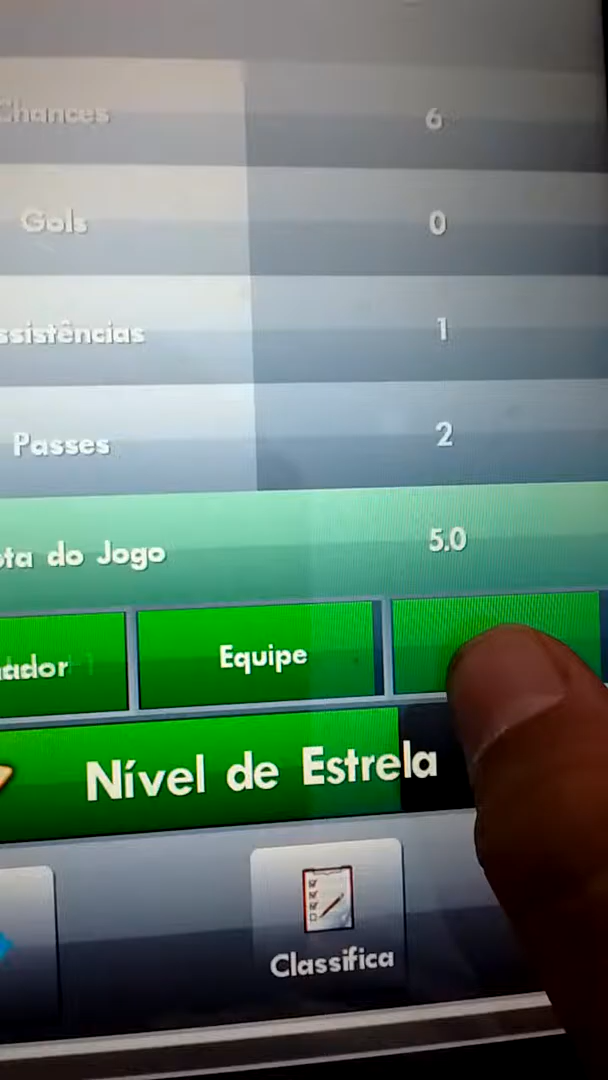 Chances 6
Gols 0
ssistências 1
Passes 2
ota do Jogo 5.0
ador Equipe
Nível de Estrela
Classifica